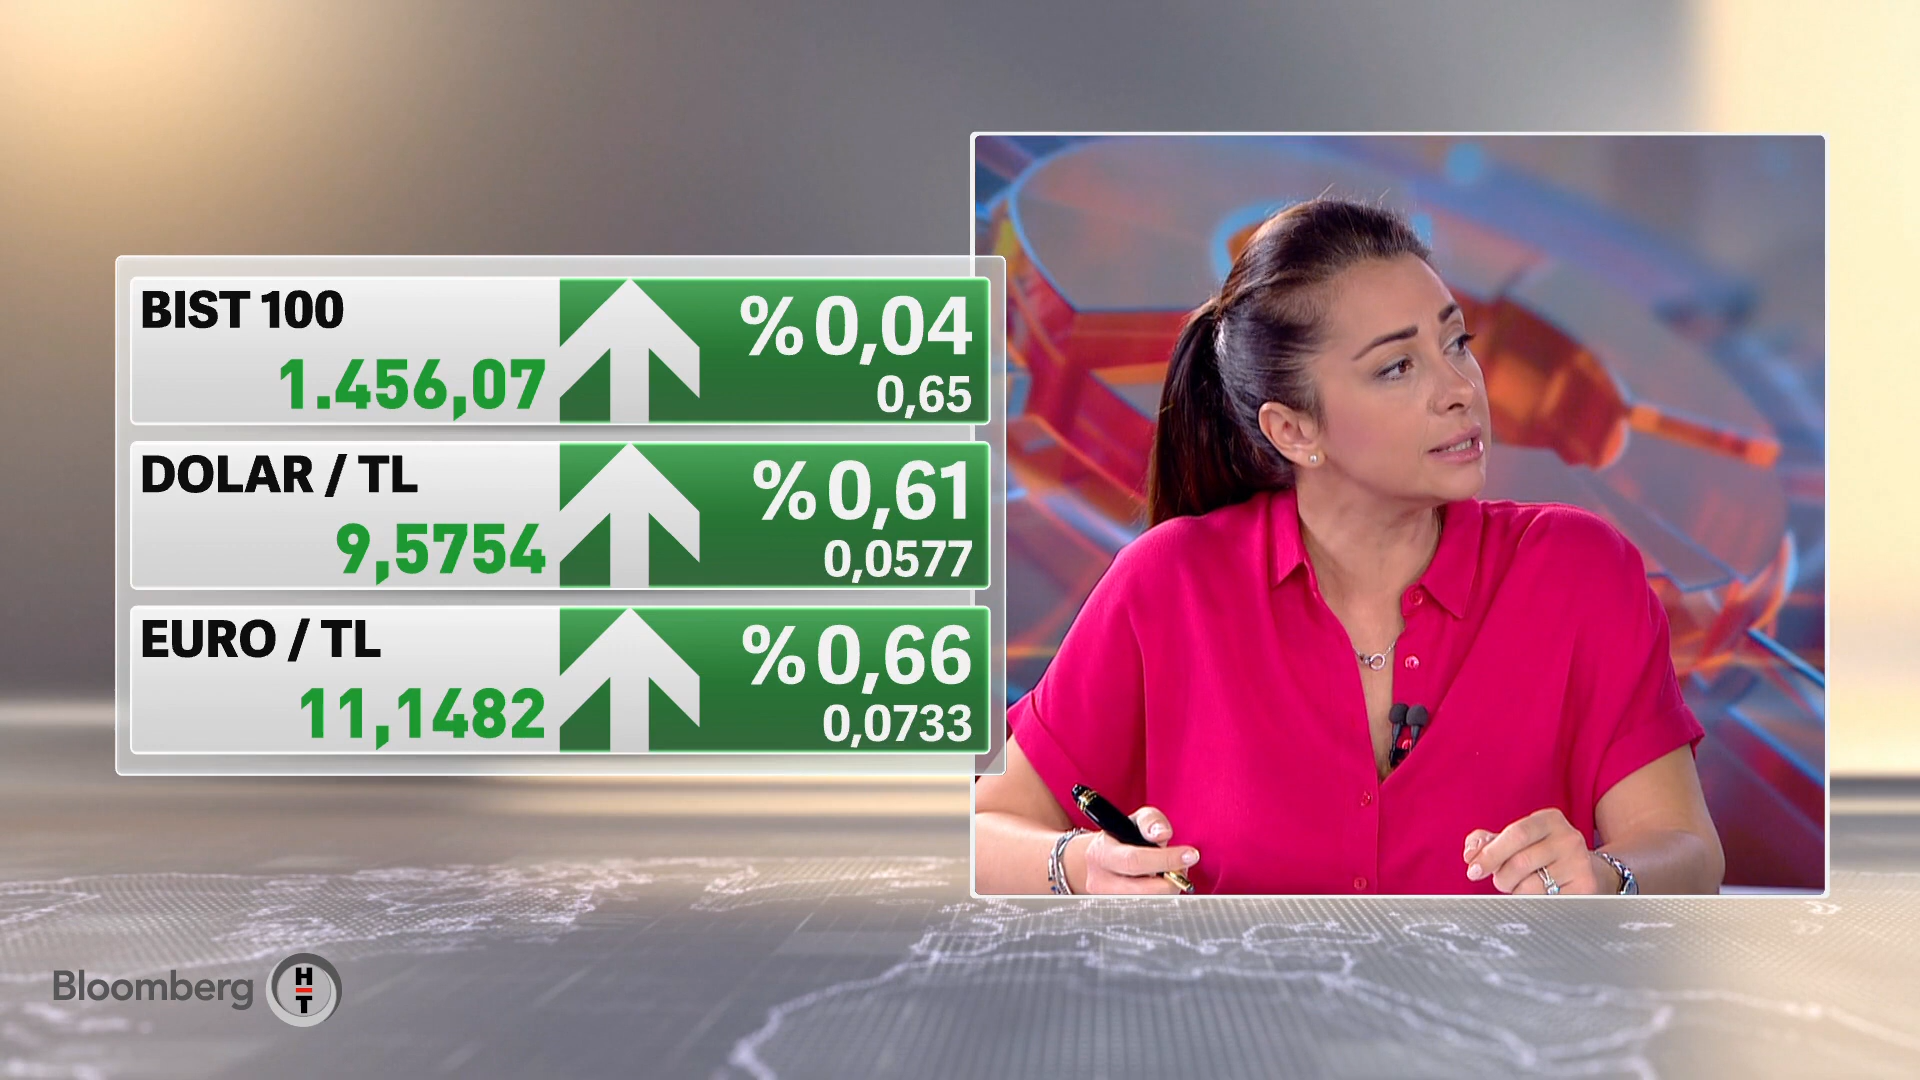 BIST 100
1.456,07
%0,04
0,65
DOLAR / TL
9,5754
%0,61
0,0577
EURO / TL
11,1482
%0,66
0,0733
Bloomberg HT